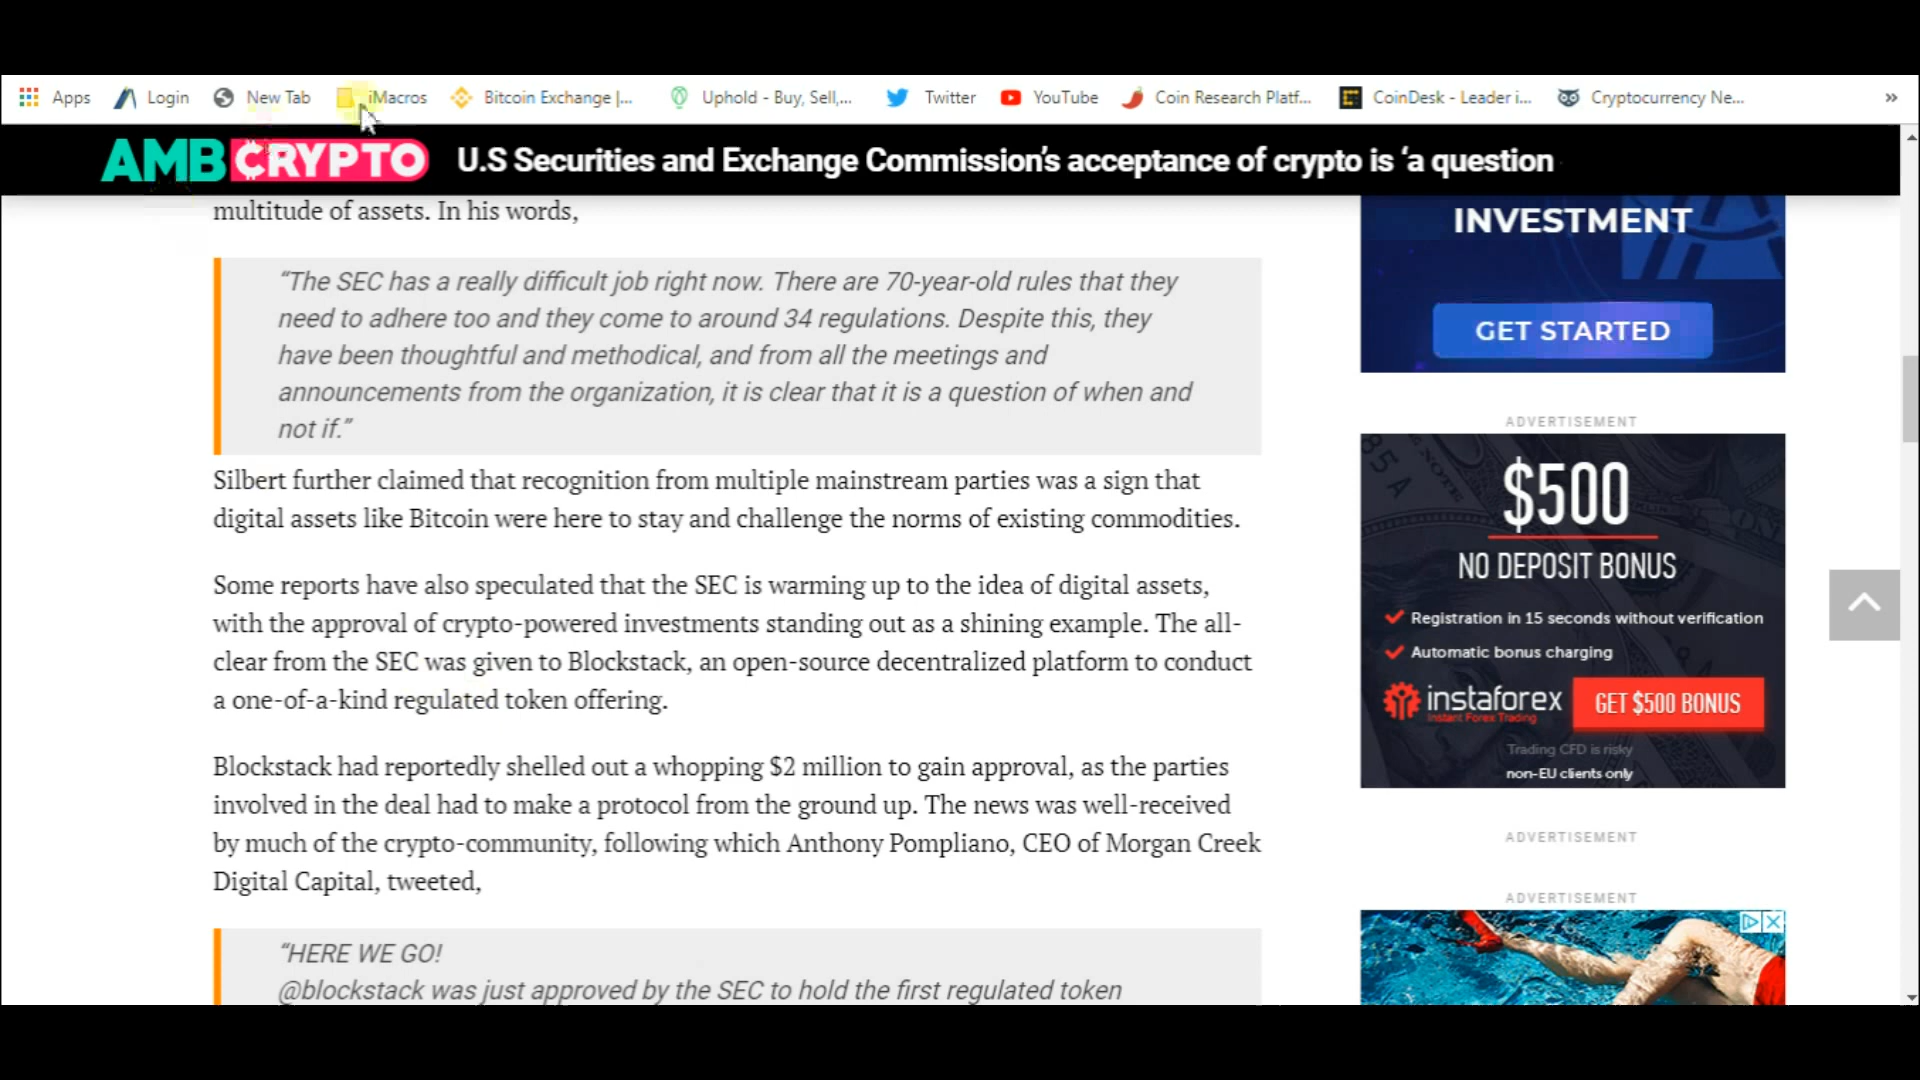 Apps Login New Tab iMacros Bitcoin Exchange |... Uphold - Buy, Sell,... Twitter YouTube Coin Research Platf... CoinDesk - Leader i... Cryptocurrency Ne... »
AMBCRYPTO U.S Securities and Exchange Commission's acceptance of crypto is ‘a question
multitude of assets. In his words,
“The SEC has a really difficult job right now. There are 70-year-old rules that they
need to adhere too and they come to around 34 regulations. Despite this, they
have been thoughtful and methodical, and from all the meetings and
announcements from the organization, it is clear that it is a question of when and
not if.”
Silbert further claimed that recognition from multiple mainstream parties was a sign that
digital assets like Bitcoin were here to stay and challenge the norms of existing commodities.
Some reports have also speculated that the SEC is warming up to the idea of digital assets,
with the approval of crypto-powered investments standing out as a shining example. The all-
clear from the SEC was given to Blockstack, an open-source decentralized platform to conduct
a one-of-a-kind regulated token offering.
Blockstack had reportedly shelled out a whopping $2 million to gain approval, as the parties
involved in the deal had to make a protocol from the ground up. The news was well-received
by much of the crypto-community, following which Anthony Pompliano, CEO of Morgan Creek
Digital Capital, tweeted,
“HERE WE GO!
@blockstack was just approved by the SEC to hold the first regulated token
INVESTMENT
GET STARTED
ADVERTISEMENT
$500
NO DEPOSIT BONUS
Registration in 15 seconds without verification
Automatic bonus charging
instaforex
Instant Forex Trading
GET $500 BONUS
Trading CFD is risky
non-EU clients only
ADVERTISEMENT
ADVERTISEMENT